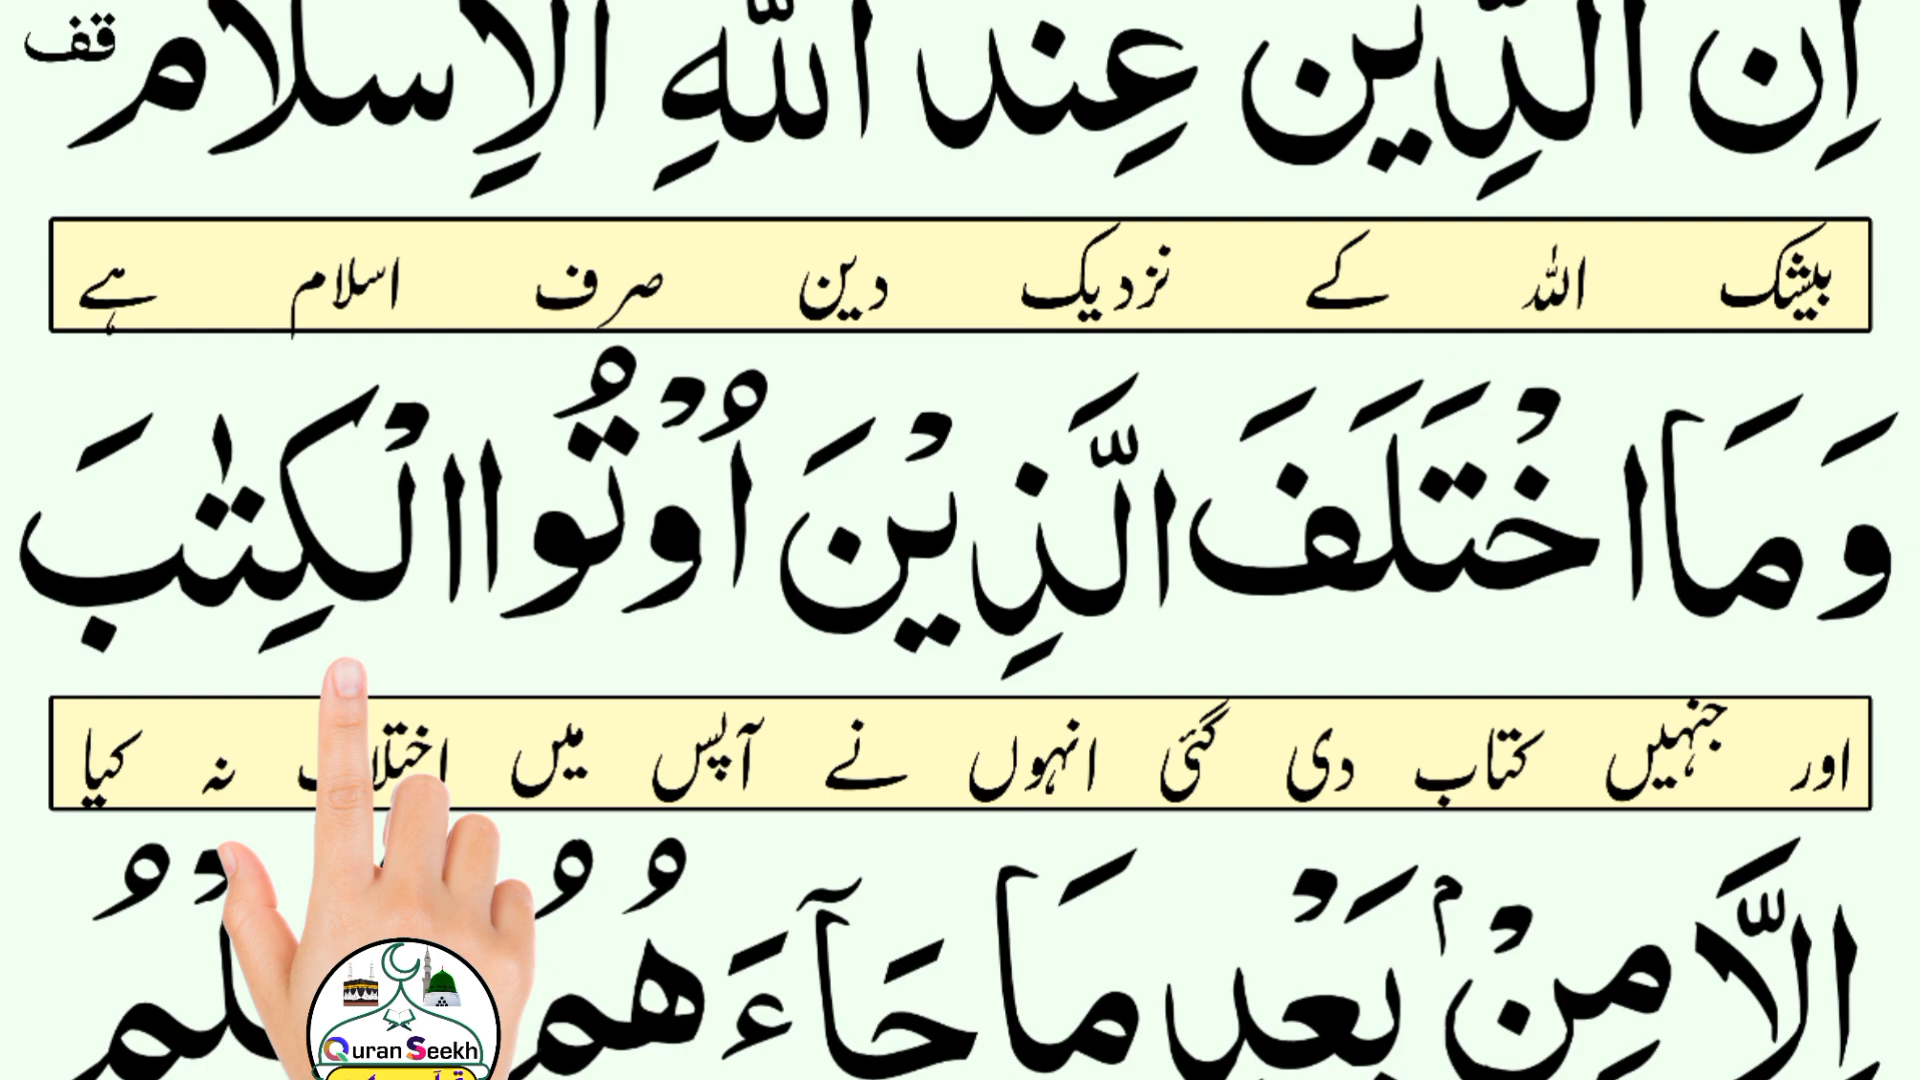 اِنَّ الدِّيْنَ عِنْدَ اللّٰهِ الْاِسْلَامُ قف
بیشک اللہ کے نزدیک دین صرف اسلام ہے
وَمَا اخْتَلَفَ الَّذِيْنَ اُوْتُوا الْكِتٰبَ
اور جنہیں کتاب دی گئی انہوں نے آپس میں اختلاف نہ کیا
اِلَّا مِنْۢ بَعْدِ مَا جَآءَهُمُ
Quran Seekh